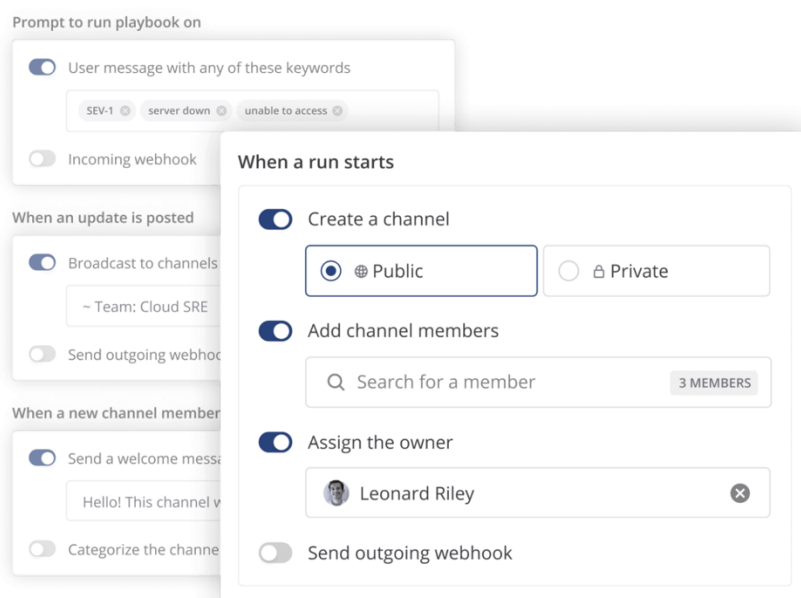 Prompt to run playbook on
User message with any of these keywords
SEV-1 server down unable to access
Incoming webhook
When an update is posted
Broadcast to channels
~ Team: Cloud SRE
Send outgoing webhoo
When a new channel member
Send a welcome messa
Hello! This channel w
Categorize the channe
When a run starts
Create a channel
Public Private
Add channel members
Search for a member 3 MEMBERS
Assign the owner
Leonard Riley
Send outgoing webhook